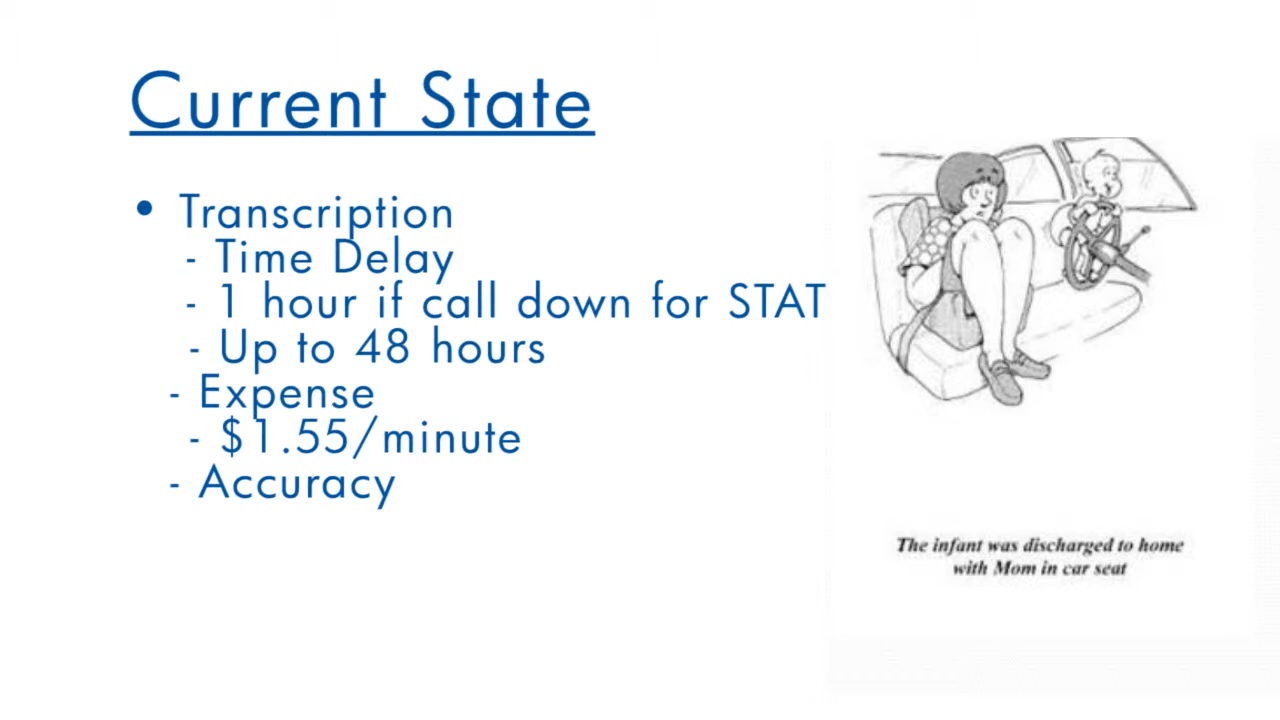 Current State
• Transcription
- Time Delay
- 1 hour if call down for STAT
- Up to 48 hours
- Expense
- $1.55/minute
- Accuracy
The infant was discharged to home
with Mom in car seat